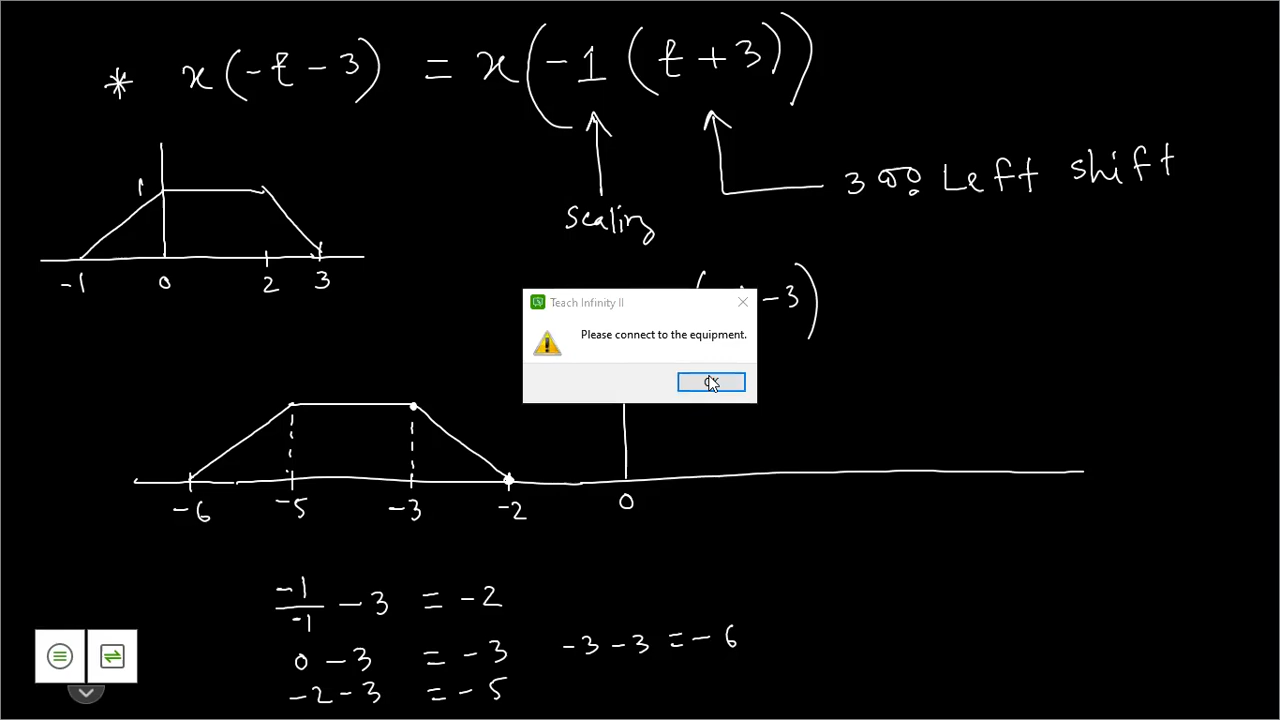 * x(-t-3) = x(-1(t+3))
1
3 ঘর Left shift
Scaling
-1 0 2 3
-3)
Teach Infinity II
Please connect to the equipment.
-6 -5 -3 -2 0
-1/-1 - 3 = -2
0 - 3 = -3
-3 - 3 = -6
-2 - 3 = -5